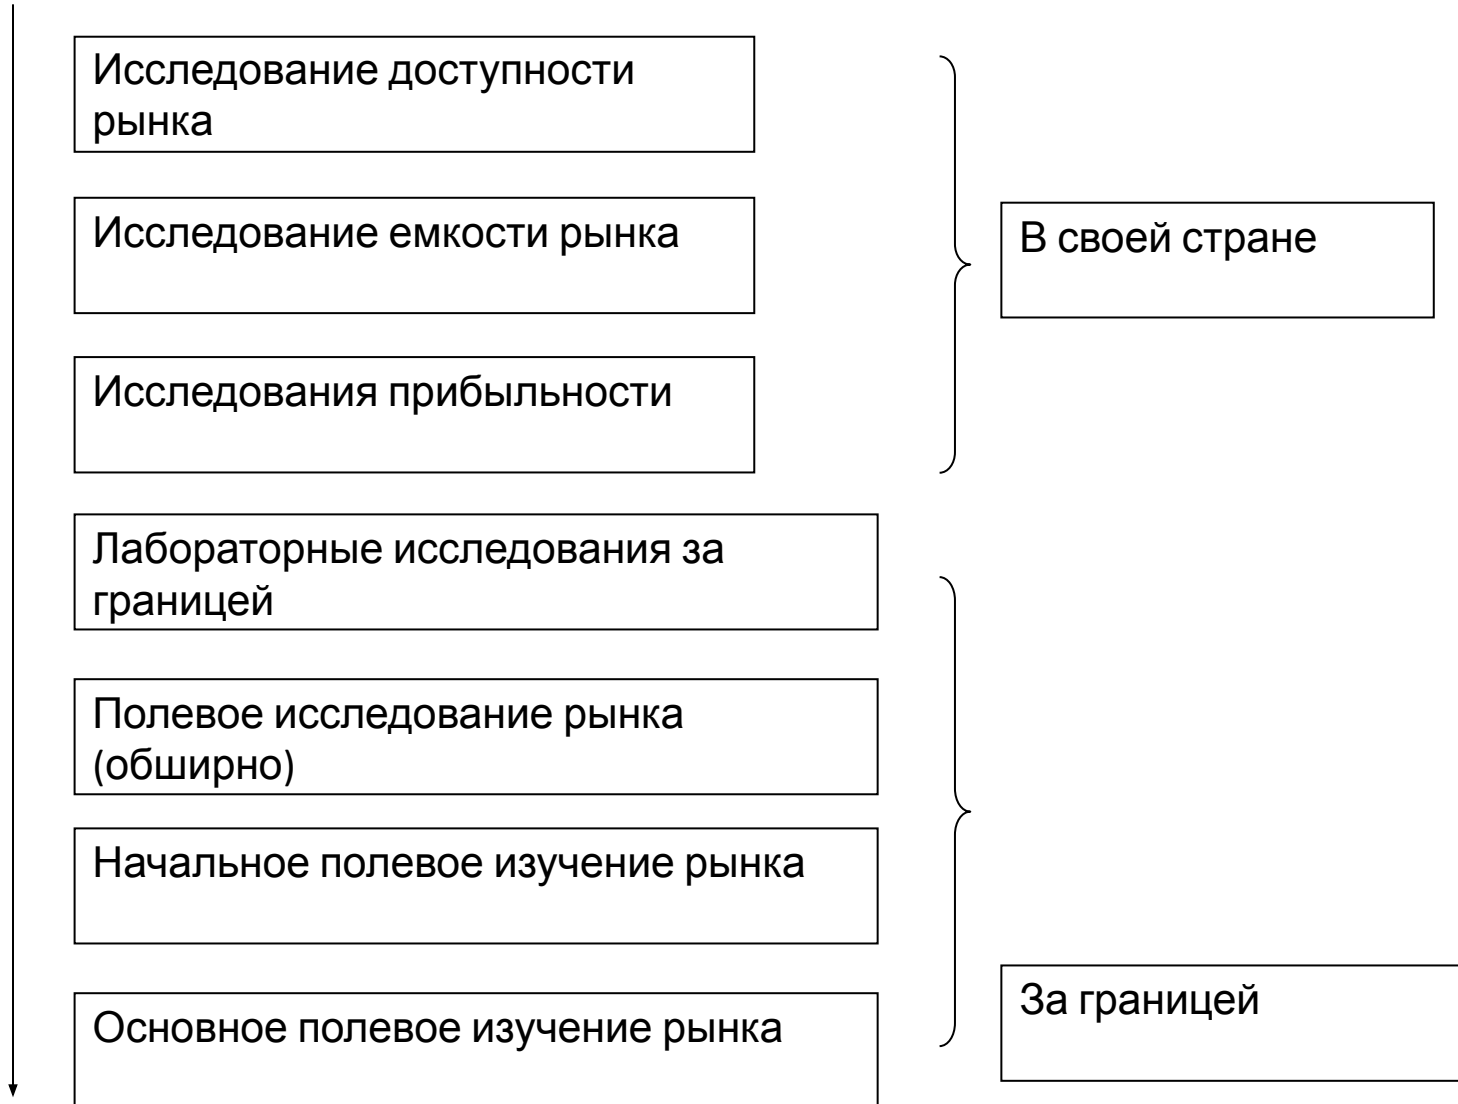 Исследование доступности
рынка
Исследование емкости рынка
В своей стране
Исследования прибыльности
Лабораторные исследования за
границей
Полевое исследование рынка
(обширно)
Начальное полевое изучение рынка
За границей
Основное полевое изучение рынка